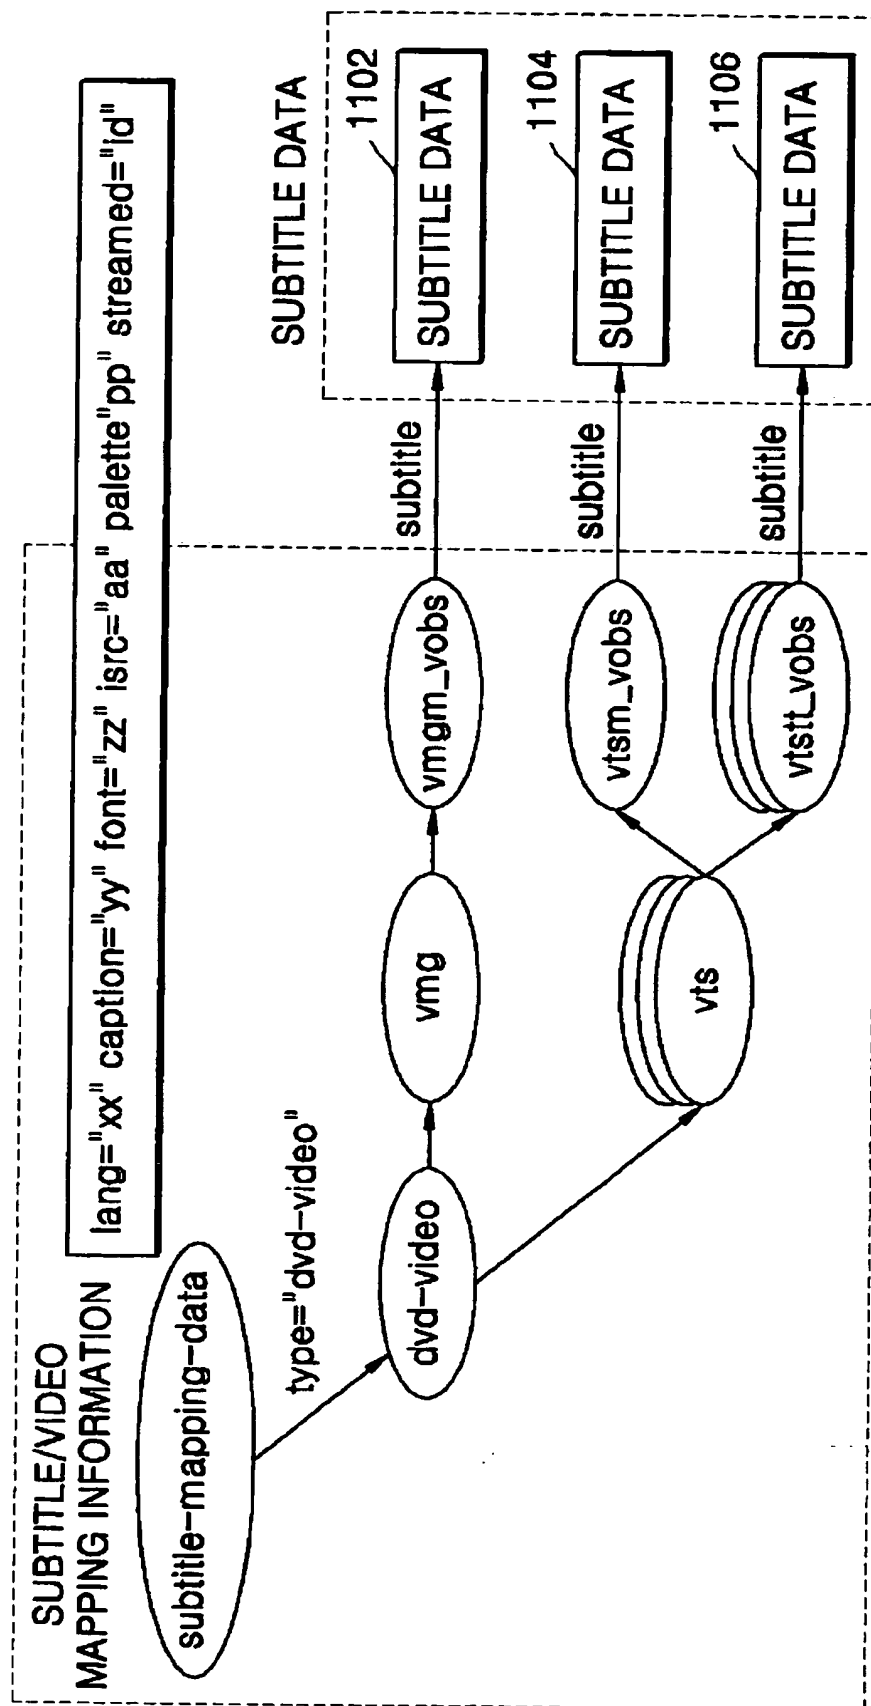 SUBTITLE/VIDEO
MAPPING INFORMATION
lang="xx" caption="yy" font="zz" isrc="aa" palette"pp" streamed="id"
subtitle-mapping-data
type="dvd-video"
dvd-video
vmg
vmgm_vobs
subtitle
vts
vtsm_vobs
subtitle
vtstt_vobs
subtitle
SUBTITLE DATA
1102
SUBTITLE DATA
1104
SUBTITLE DATA
1106
SUBTITLE DATA